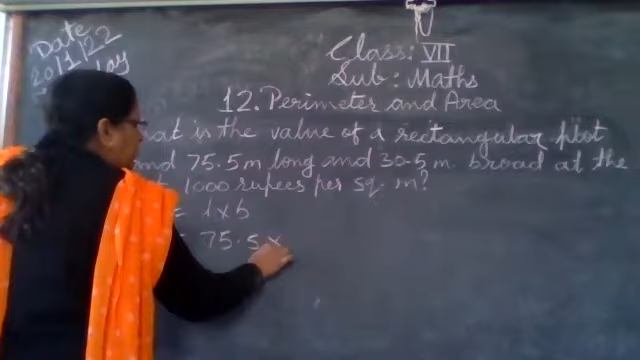 Date
20/1/22
Class: VII
Sub: Maths
12. Perimeter and Area
at is the value of a rectangular plot
nd 75.5m long and 30.5 m broad at the
1000 rupees per sq. m?
= l x b
= 75.5 x